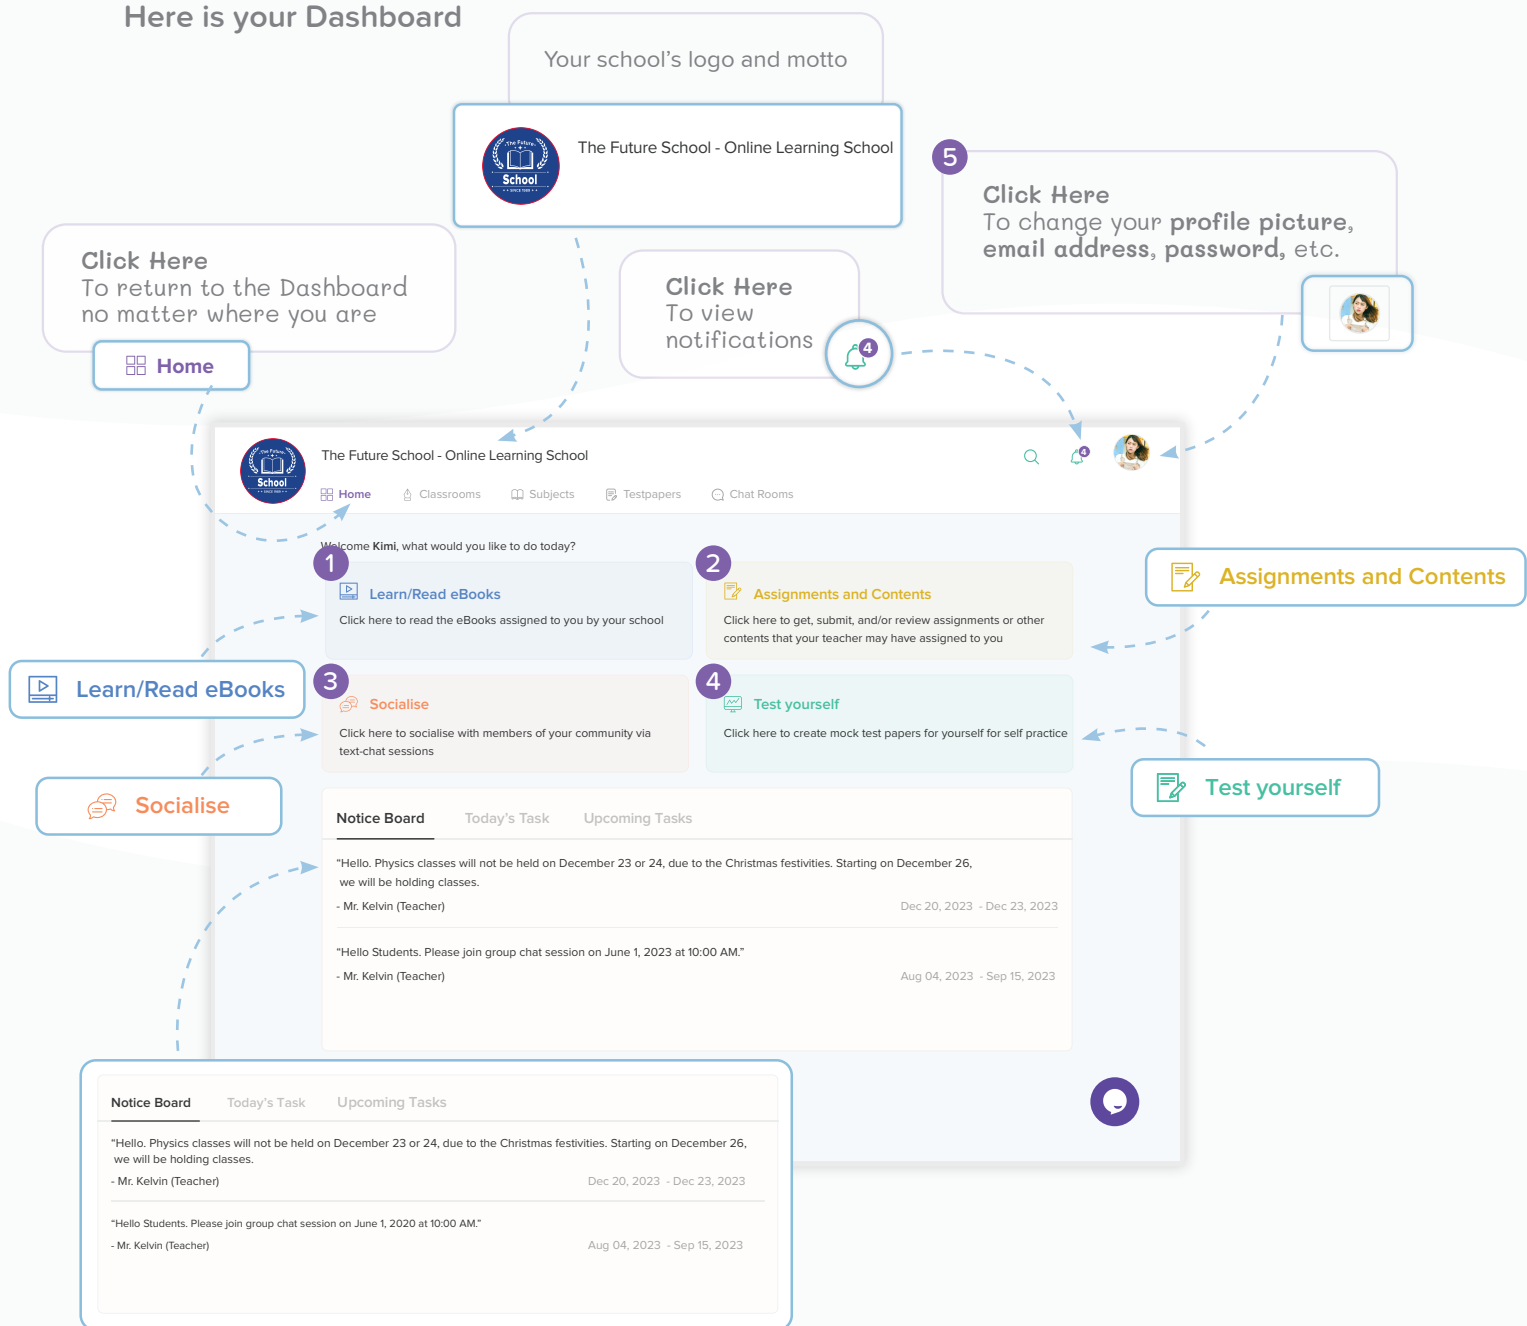 Here is your Dashboard
Your school's logo and motto
The Future
School
SINCE 1989
The Future School - Online Learning School
5
Click Here
To change your profile picture,
email address, password, etc.
Click Here
To return to the Dashboard
no matter where you are
Home
Click Here
To view
notifications
4
The Future
School
SINCE 1989
The Future School - Online Learning School
4
Home
Classrooms
Subjects
Testpapers
Chat Rooms
Welcome Kimi, what would you like to do today?
1
Learn/Read eBooks
Click here to read the eBooks assigned to you by your school
2
Assignments and Contents
Click here to get, submit, and/or review assignments or other
contents that your teacher may have assigned to you
Assignments and Contents
Learn/Read eBooks
3
Socialise
Click here to socialise with members of your community via
text-chat sessions
4
Test yourself
Click here to create mock test papers for yourself for self practice
Socialise
Test yourself
Notice Board
Today's Task
Upcoming Tasks
“Hello. Physics classes will not be held on December 23 or 24, due to the Christmas festivities. Starting on December 26,
we will be holding classes.
- Mr. Kelvin (Teacher)
Dec 20, 2023 - Dec 23, 2023
“Hello Students. Please join group chat session on June 1, 2023 at 10:00 AM.”
- Mr. Kelvin (Teacher)
Aug 04, 2023 - Sep 15, 2023
Notice Board
Today's Task
Upcoming Tasks
“Hello. Physics classes will not be held on December 23 or 24, due to the Christmas festivities. Starting on December 26,
we will be holding classes.
- Mr. Kelvin (Teacher)
Dec 20, 2023 - Dec 23, 2023
“Hello Students. Please join group chat session on June 1, 2020 at 10:00 AM.”
- Mr. Kelvin (Teacher)
Aug 04, 2023 - Sep 15, 2023